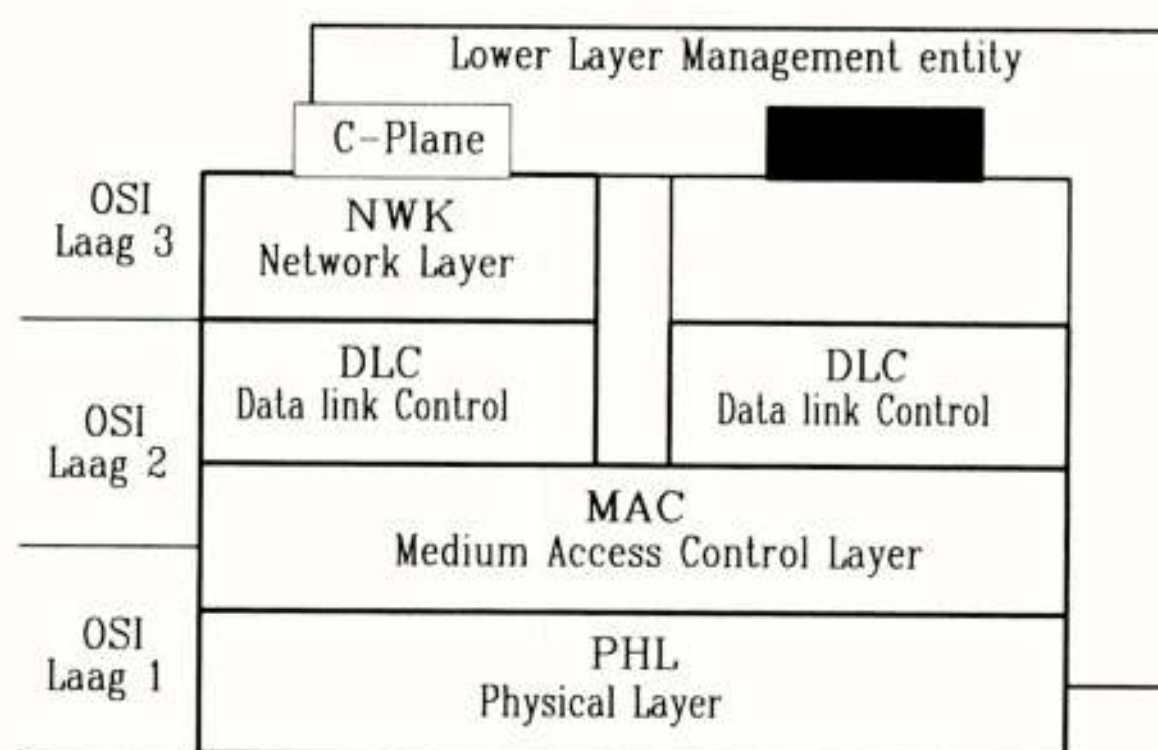 Lower Layer Management entity
C-Plane
OSI
Laag 3
NWK
Network Layer
OSI
Laag 2
DLC
Data link Control
DLC
Data link Control
MAC
Medium Access Control Layer
OSI
Laag 1
PHL
Physical Layer